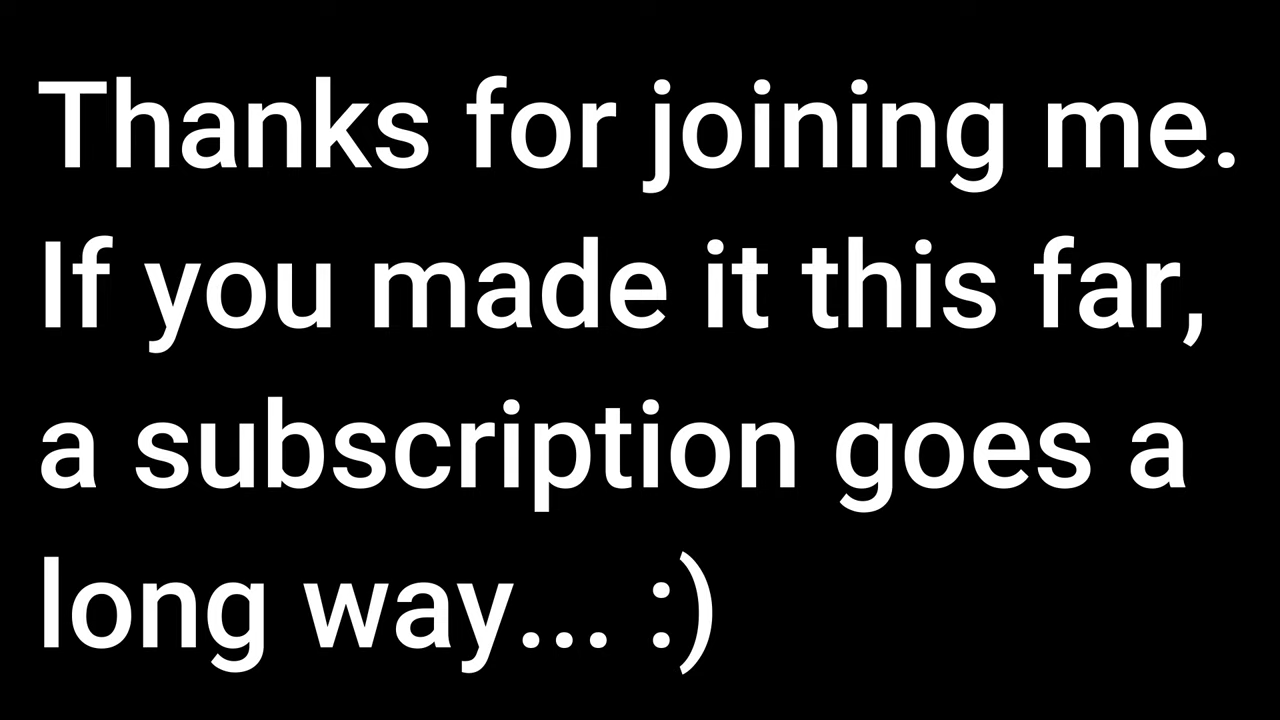 Thanks for joining me.
If you made it this far,
a subscription goes a
long way... :)